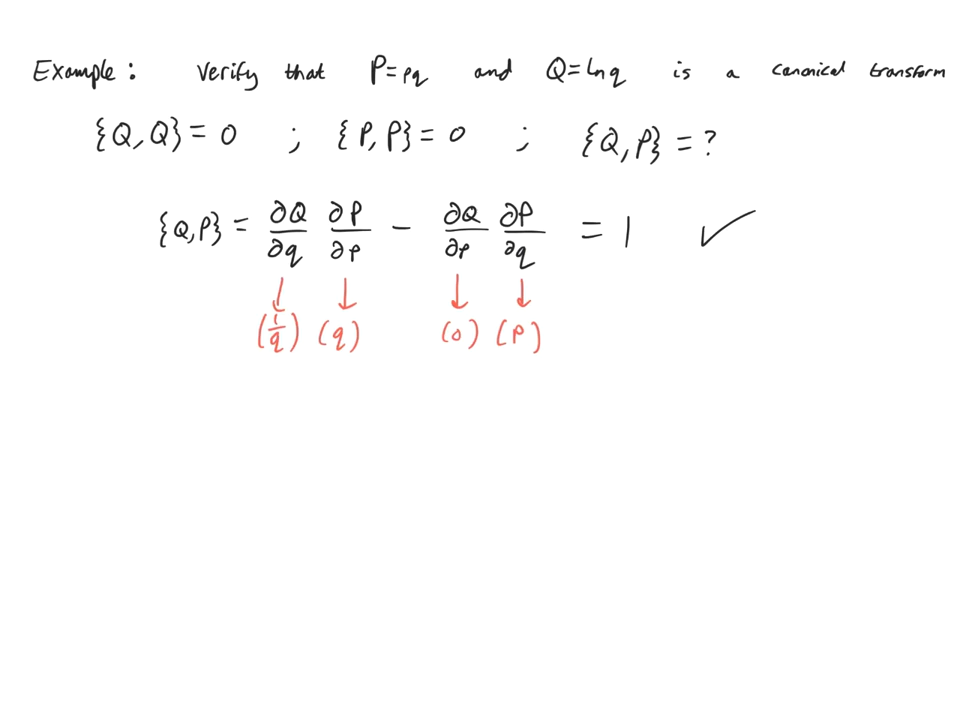 Example: Verify that P=pq and Q=ln q is a canonical transform
{Q,Q}=0 ; {P,P}=0 ; {Q,P}=?
{Q,P} = ∂Q/∂q ∂P/∂p − ∂Q/∂p ∂P/∂q = 1 ✓
↓ ↓ ↓ ↓
(1/q) (q) (0) (p)